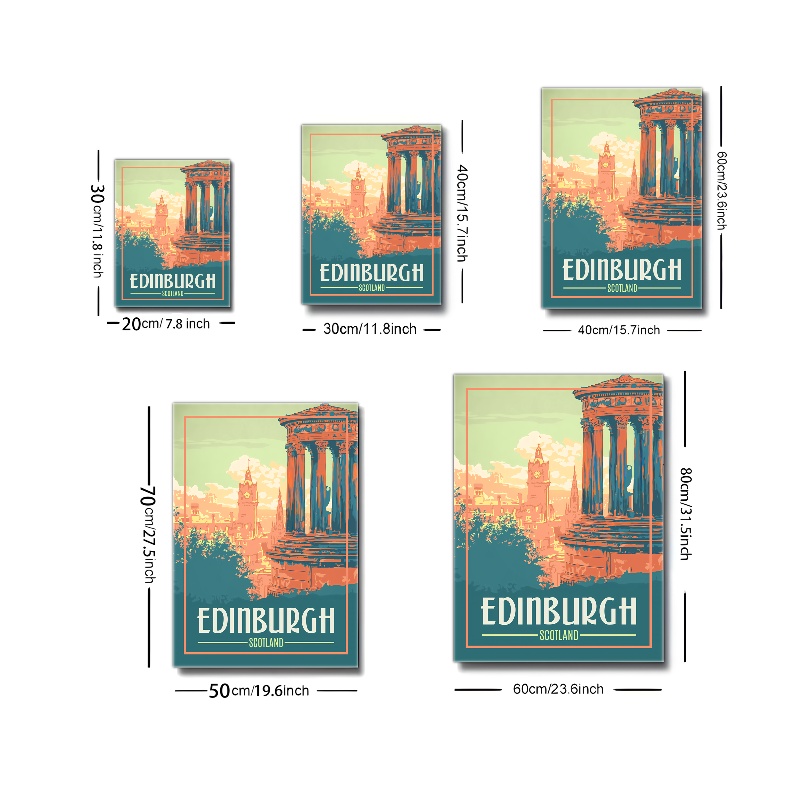 30cm/11.8 inch
EDINBURGH
SCOTLAND
20cm/ 7.8 inch
EDINBURGH
SCOTLAND
40cm/15.7inch
30cm/11.8inch
EDINBURGH
SCOTLAND
60cm/23.6inch
40cm/15.7inch
70cm/27.5inch
EDINBURGH
SCOTLAND
50cm/19.6inch
EDINBURGH
SCOTLAND
80cm/31.5inch
60cm/23.6inch